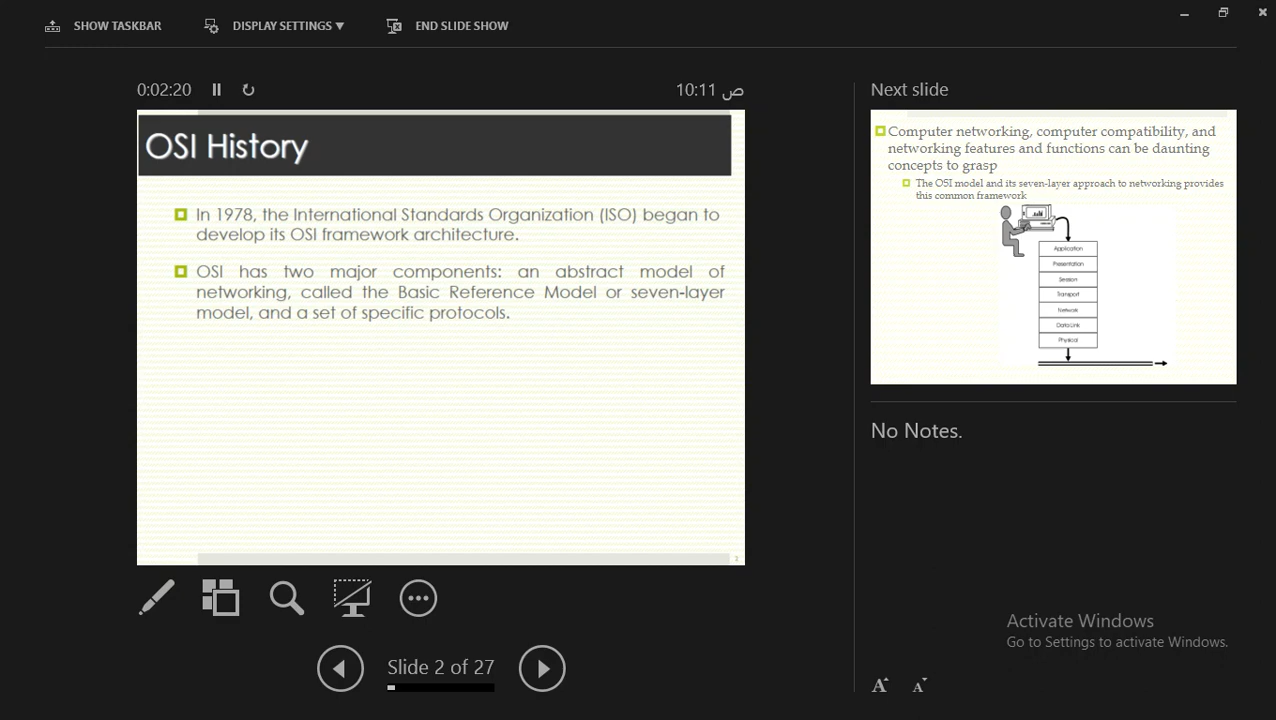 SHOW TASKBAR
DISPLAY SETTINGS ▼
END SLIDE SHOW
0:02:20
10:11 ص
OSI History
In 1978, the International Standards Organization (ISO) began to
develop its OSI framework architecture.
OSI has two major components: an abstract model of
networking, called the Basic Reference Model or seven-layer
model, and a set of specific protocols.
Slide 2 of 27
Next slide
Computer networking, computer compatibility, and
networking features and functions can be daunting
concepts to grasp
The OSI model and its seven-layer approach to networking provides
this common framework
Application
Presentation
Session
Transport
Network
Data Link
Physical
No Notes.
Activate Windows
Go to Settings to activate Windows.
A
A